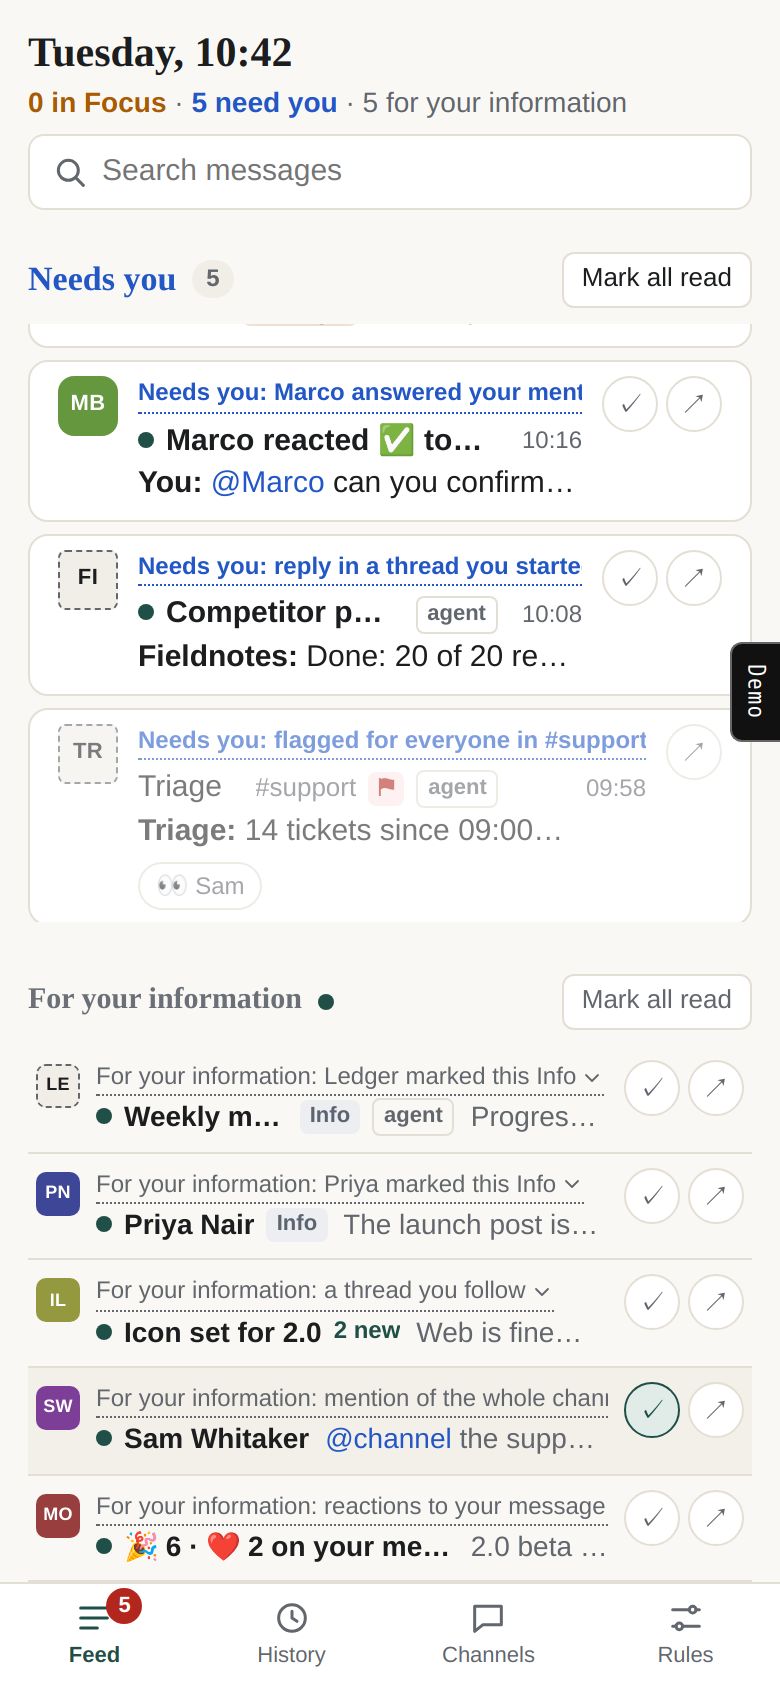 Tuesday, 10:42
0 in Focus · 5 need you · 5 for your information
Search messages
Needs you 5 Mark all read
MB Needs you: Marco answered your ment
Marco reacted ✅ to… 10:16
You: @Marco can you confirm…
FI Needs you: reply in a thread you starte
Competitor p… agent 10:08
Fieldnotes: Done: 20 of 20 re…
Demo
TR Needs you: flagged for everyone in #support
Triage #support agent 09:58
Triage: 14 tickets since 09:00…
👀 Sam
For your information Mark all read
LE For your information: Ledger marked this Info
Weekly m… Info agent Progres…
PN For your information: Priya marked this Info
Priya Nair Info The launch post is…
IL For your information: a thread you follow
Icon set for 2.0 2 new Web is fine…
SW For your information: mention of the whole chan
Sam Whitaker @channel the supp…
MO For your information: reactions to your message
🎉 6 · ❤️ 2 on your me… 2.0 beta …
5
Feed History Channels Rules